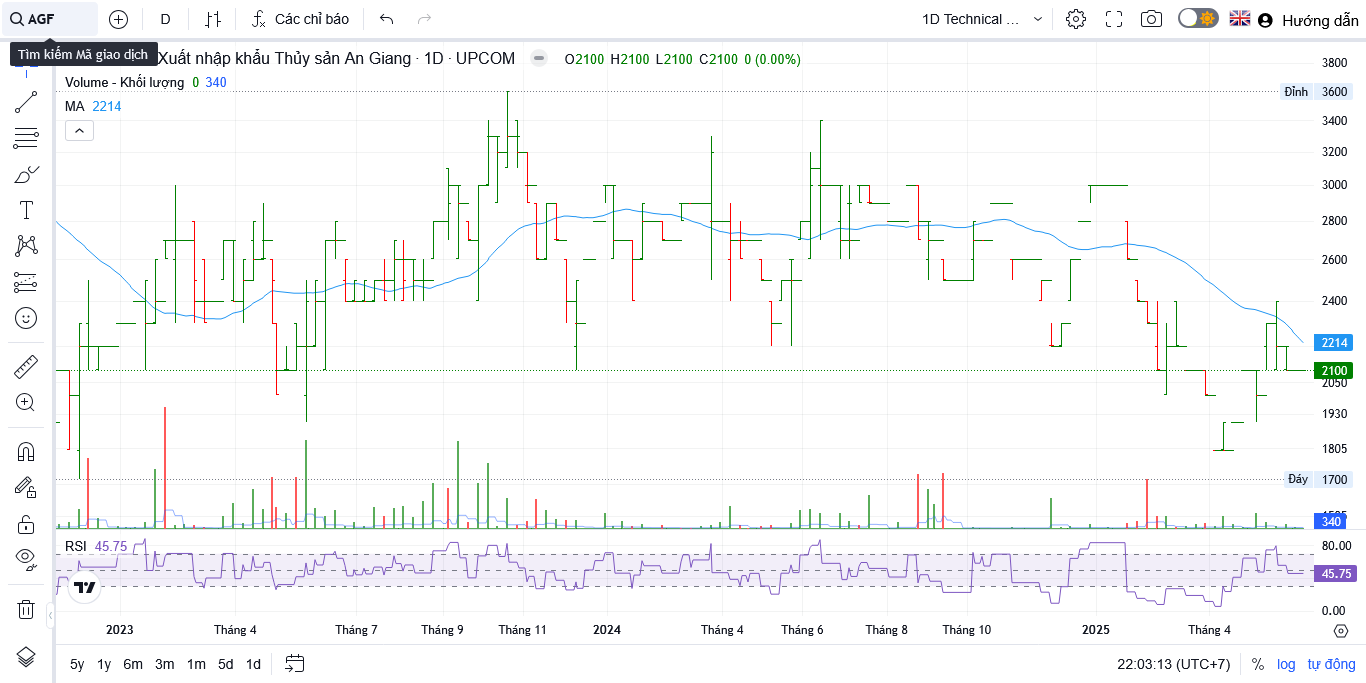 AGF D Các chỉ báo 1D Technical ... Hướng dẫn
Tìm kiếm Mã giao dịch
Xuất nhập khẩu Thủy sản An Giang · 1D · UPCOM O2100 H2100 L2100 C2100 0 (0.00%)
Volume - Khối lượng 0 340
MA 2214
3800
Đỉnh 3600
3400
3200
3000
2800
2600
2400
2214
2100
2050
1930
1805
Đáy 1700
340
RSI 45.75
80.00
45.75
0.00
2023 Tháng 4 Tháng 7 Tháng 9 Tháng 11 2024 Tháng 4 Tháng 6 Tháng 8 Tháng 10 2025 Tháng 4
5y 1y 6m 3m 1m 5d 1d 22:03:13 (UTC+7) % log tự động